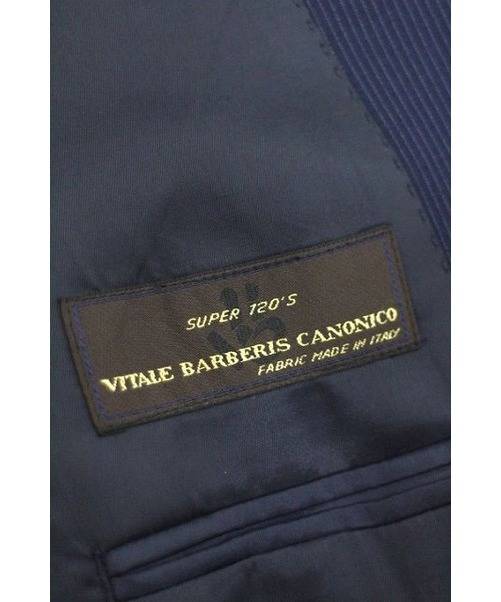 SUPER 120'S
VITALE BARBERIS CANONICO
FABRIC MADE IN ITALY